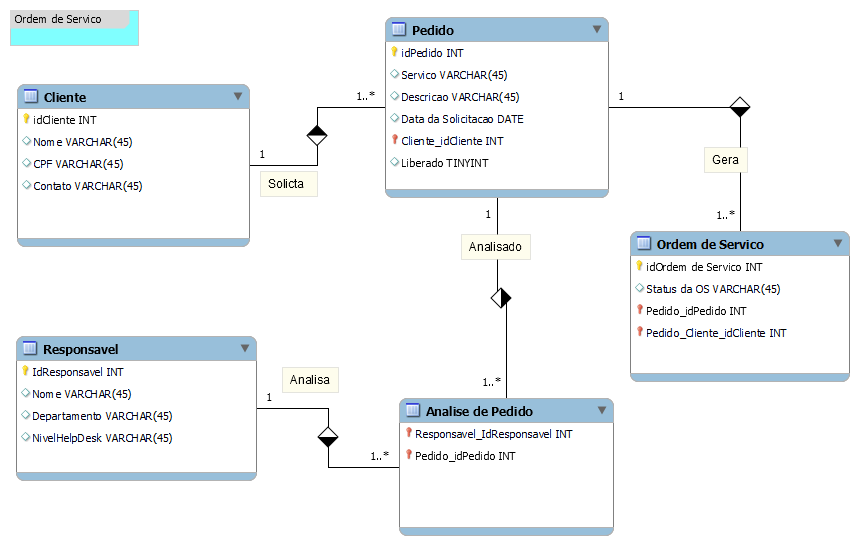 Ordem de Servico
Pedido
idPedido INT
Servico VARCHAR(45)
Descricao VARCHAR(45)
Data da Solicitacao DATE
Cliente_idCliente INT
Liberado TINYINT
Cliente
idCliente INT
Nome VARCHAR(45)
CPF VARCHAR(45)
Contato VARCHAR(45)
1
1..*
Solicta
1
Gera
1..*
1
Analisado
1..*
Ordem de Servico
idOrdem de Servico INT
Status da OS VARCHAR(45)
Pedido_idPedido INT
Pedido_Cliente_idCliente INT
Responsavel
IdResponsavel INT
Nome VARCHAR(45)
Departamento VARCHAR(45)
NivelHelpDesk VARCHAR(45)
Analisa
1
1..*
Analise de Pedido
Responsavel_IdResponsavel INT
Pedido_idPedido INT